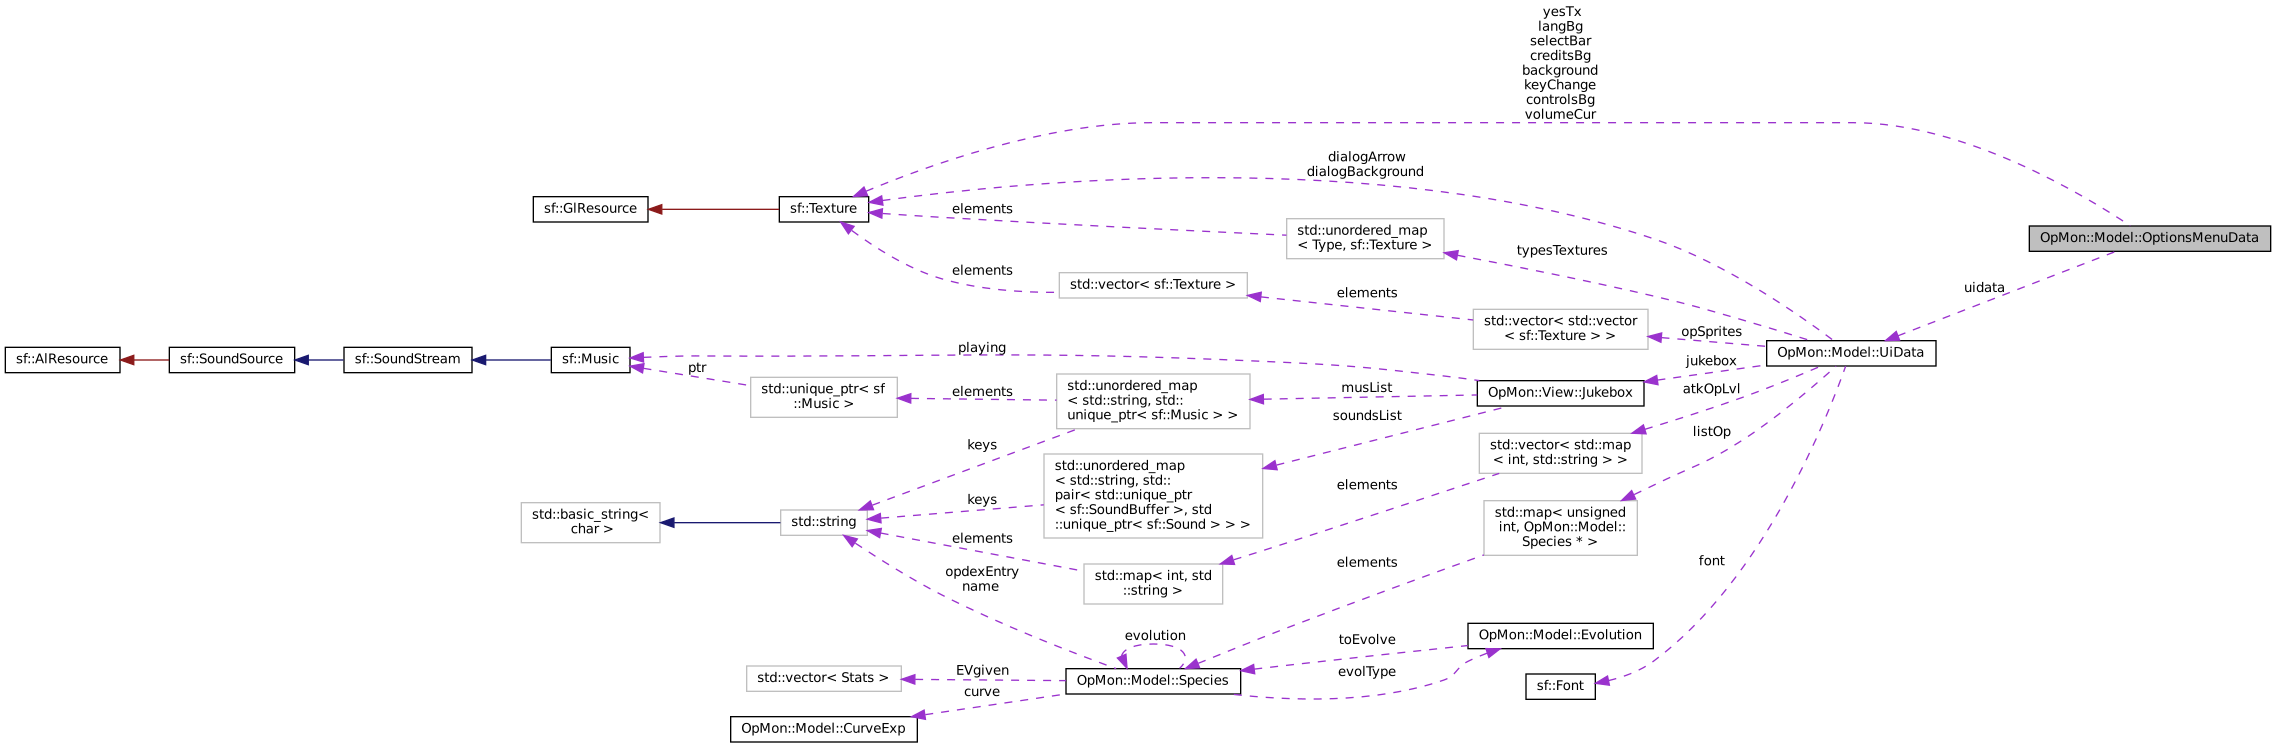 yesTx
langBg
selectBar
creditsBg
background
keyChange
controlsBg
volumeCur
dialogArrow
dialogBackground
sf::GlResource
sf::Texture
elements
std::unordered_map
< Type, sf::Texture >
typesTextures
OpMon::Model::OptionsMenuData
elements
std::vector< sf::Texture >
elements
uidata
std::vector< std::vector
< sf::Texture > >
opSprites
sf::AlResource
sf::SoundSource
sf::SoundStream
sf::Music
playing
OpMon::Model::UiData
ptr
jukebox
std::unique_ptr< sf
::Music >
elements
std::unordered_map
< std::string, std::
unique_ptr< sf::Music > >
musList
OpMon::View::Jukebox
atkOpLvl
soundsList
listOp
keys
std::vector< std::map
< int, std::string > >
std::unordered_map
< std::string, std::
pair< std::unique_ptr
< sf::SoundBuffer >, std
::unique_ptr< sf::Sound > > >
elements
keys
std::basic_string<
char >
std::string
std::map< unsigned
int, OpMon::Model::
Species * >
elements
std::map< int, std
::string >
elements
font
opdexEntry
name
evolution
toEvolve
OpMon::Model::Evolution
std::vector< Stats >
EVgiven
OpMon::Model::Species
evolType
sf::Font
curve
OpMon::Model::CurveExp